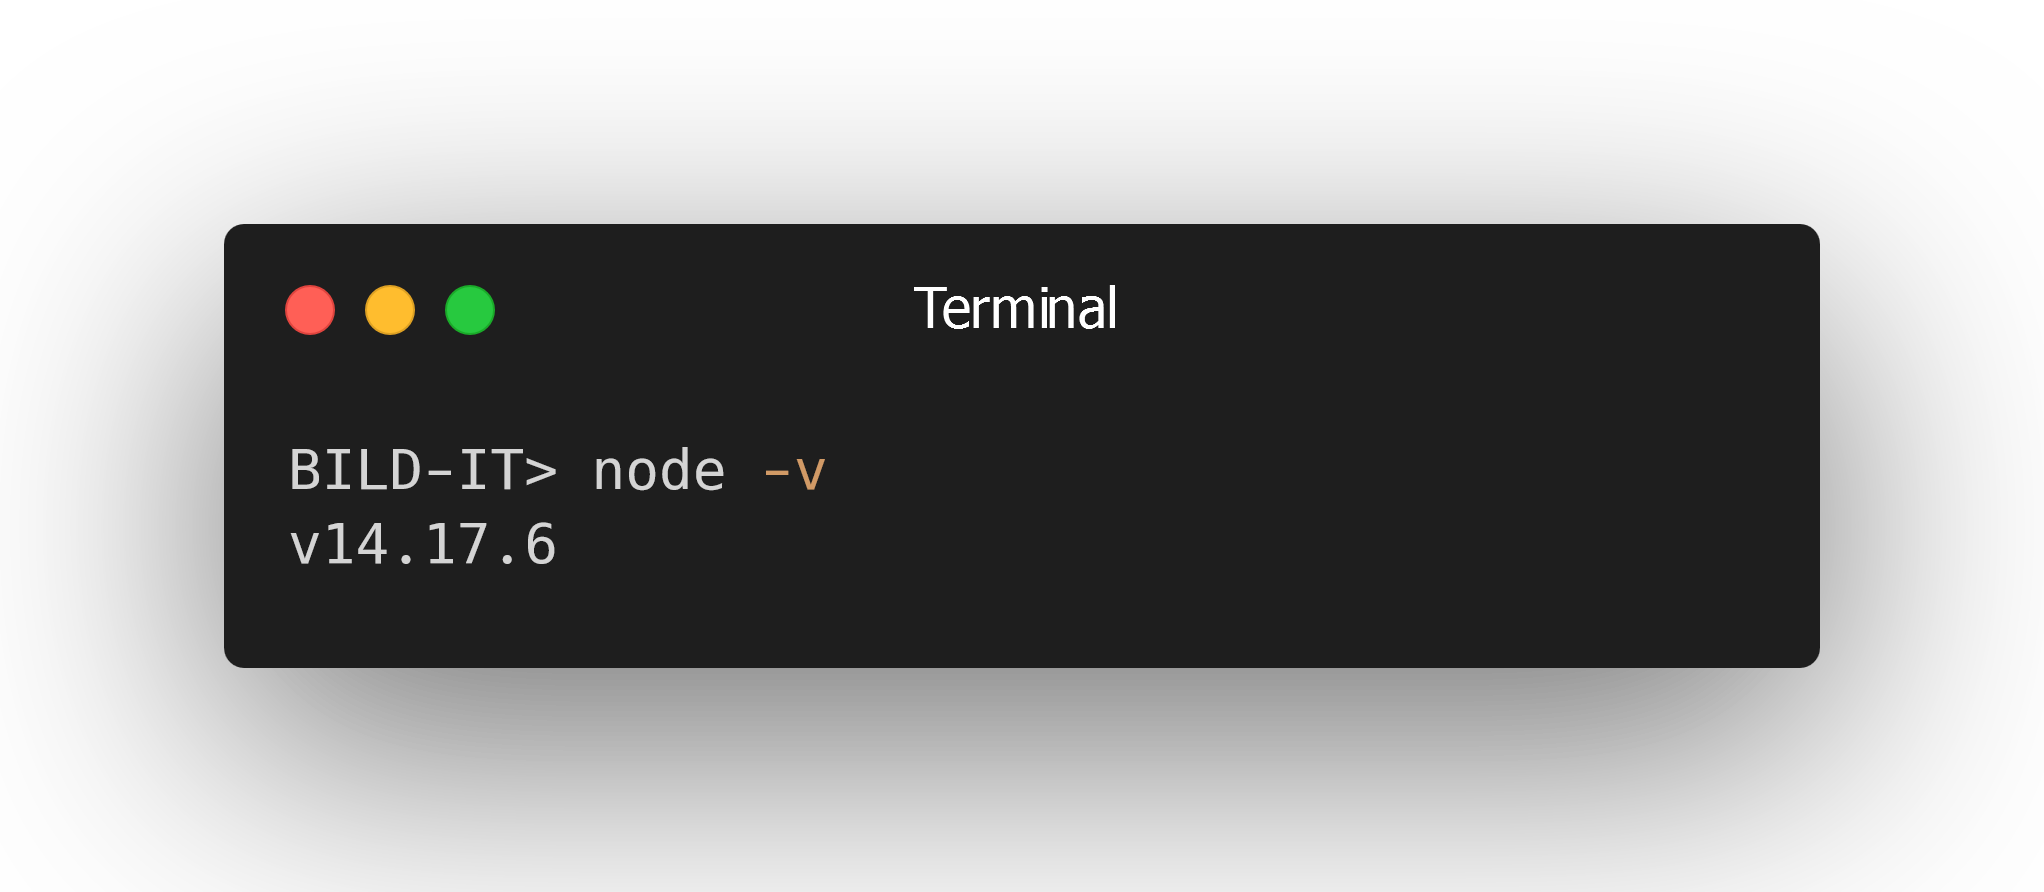 Terminal
BILD-IT> node -v
v14.17.6